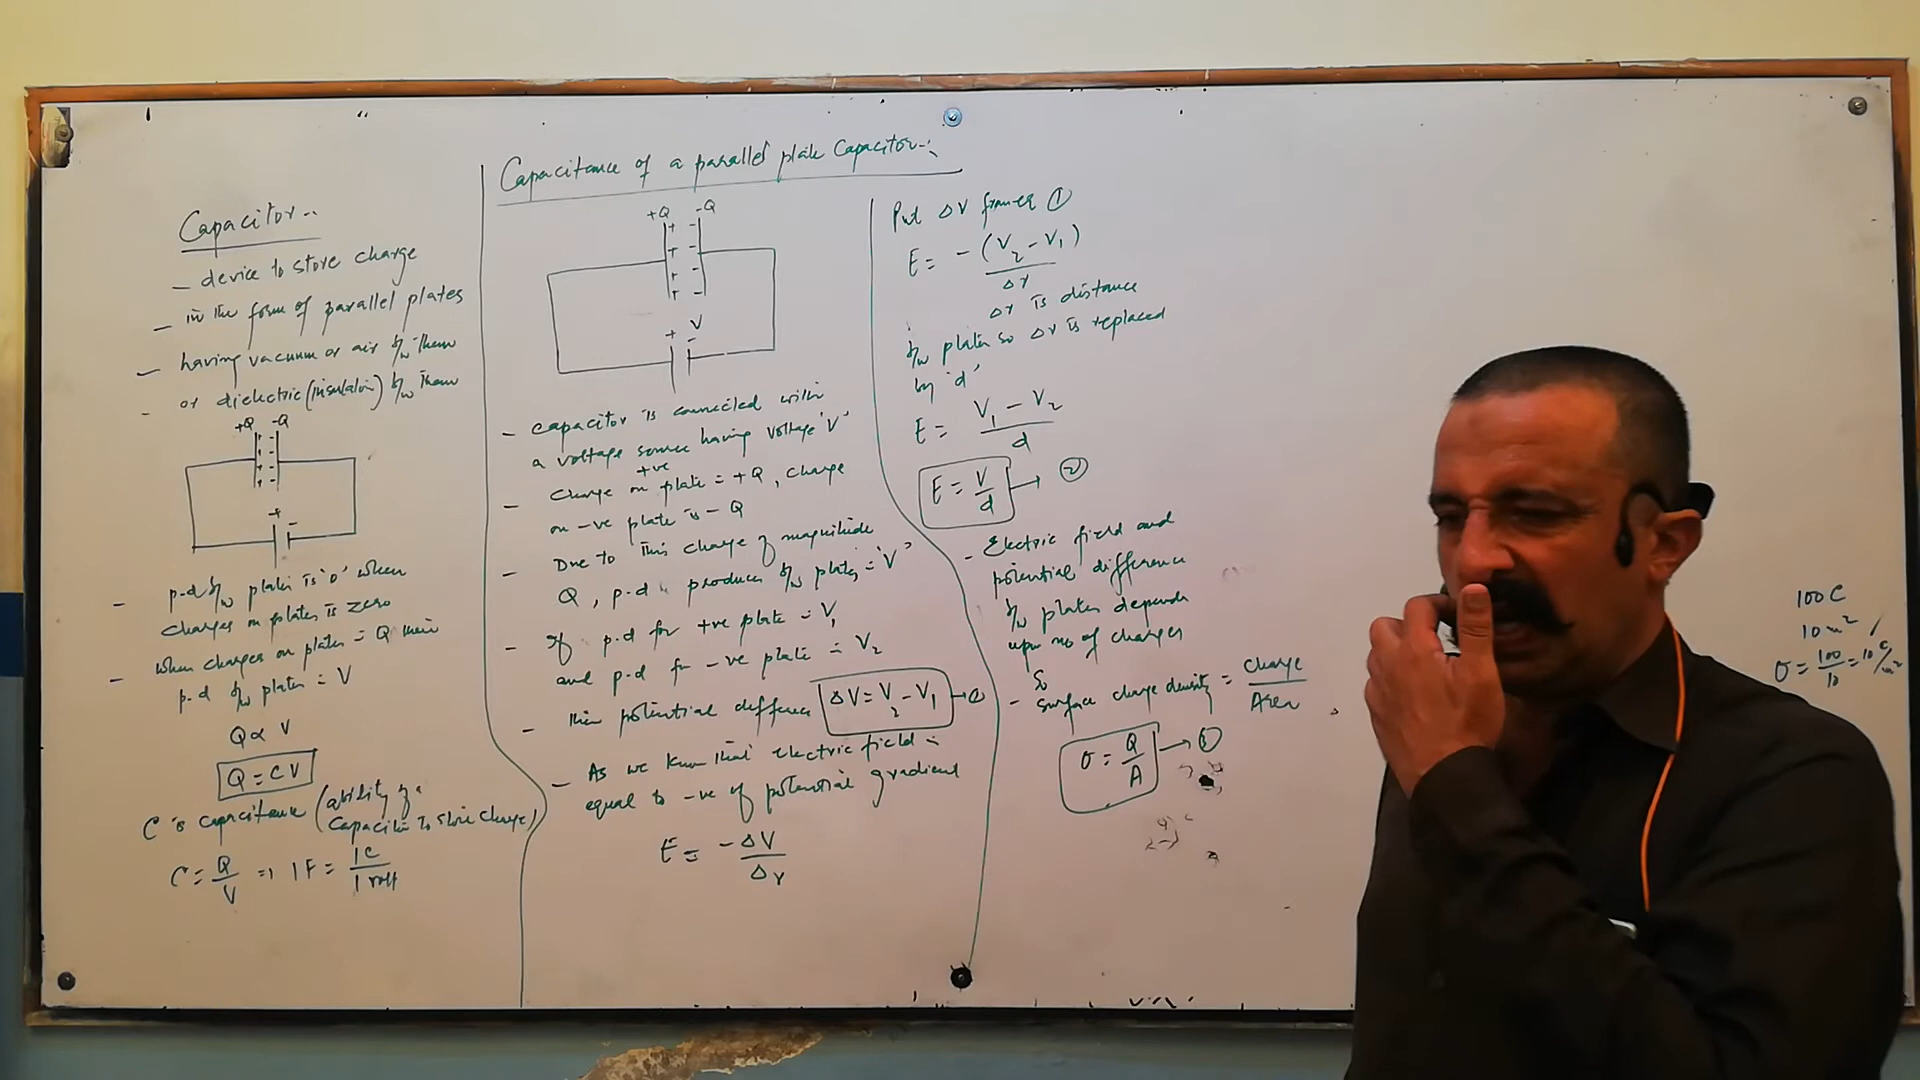 Capacitance of a parallel plate Capacitor-:
Capacitor-:
- device to store charge
- in the form of parallel plates
- having vacuum or air b/w them
- or dielectric (insulator) b/w them
+Q -Q
+ -
- p.d b/w plates is '0' when
charges on plates is zero
- when charges on plates = Q then
p.d b/w plates = V
Q ∝ V
Q = CV
C is capacitance (ability of a
capacitor to store charge)
C = Q/V ⇒ 1F = 1C/1 volt
+Q -Q
V
+ -
- capacitor is connected with
a voltage source having voltage 'V'
- charge on +ve plate = +Q, charge
on -ve plate is - Q
- Due to this charge of magnitude
Q, p.d is produces b/w plates = 'V'
- If p.d for +ve plate = V₁
and p.d for -ve plate = V₂
- then potential difference ΔV = V₂ - V₁ → ①
- As we know that electric field is
equal to -ve of potential gradient
E = -ΔV/Δr
Put ΔV from eq ①
E = -(V₂ - V₁)/Δr
Δr is distance
b/w plates so Δr is replaced
by 'd'
E = V₁ - V₂/d
E = V/d → ②
- Electric field and
potential difference
b/w plates depends
upon no of charges
So
- surface charge density = charge/Area
σ = Q/A → ③
100 C
10 m²
σ = 100/10 = 10 C/m²